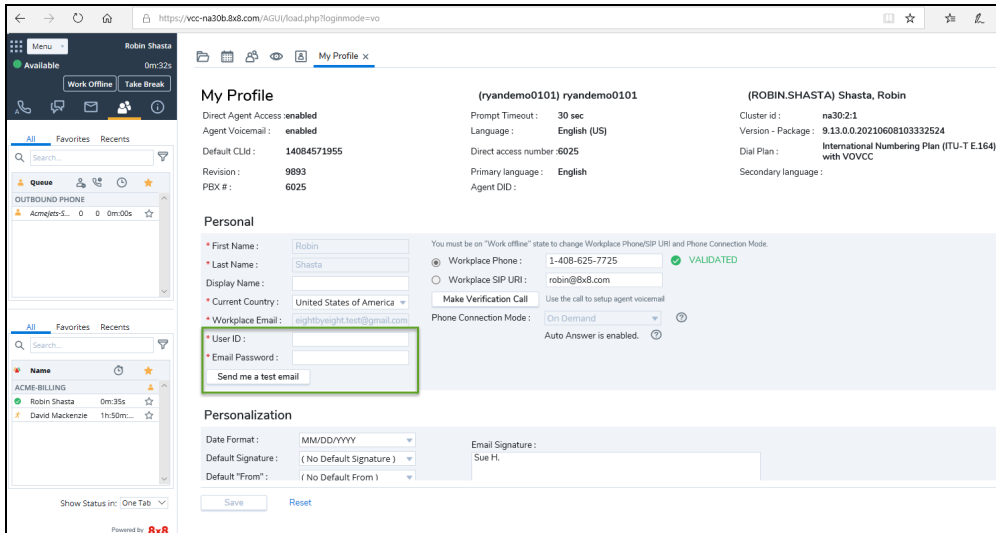 https://vcc-na30b.8x8.com/AGUI/load.php?loginmode=vo
Menu
Robin Shasta
Available
0m:32s
Work Offline
Take Break
All Favorites Recents
Search...
Queue
OUTBOUND PHONE
AcmeJets-S... 0 0 0m:00s
All Favorites Recents
Search...
Name
ACME-BILLING
Robin Shasta 0m:35s
David Mackenzie 1h:50m:...
Show Status in: One Tab
Powered by 8x8
My Profile x
My Profile
(ryandemo0101) ryandemo0101
(ROBIN.SHASTA) Shasta, Robin
Direct Agent Access :enabled
Prompt Timeout : 30 sec
Cluster id : na30:2:1
Agent Voicemail : enabled
Language : English (US)
Version - Package : 9.13.0.0.20210608103332524
Default CLId : 14084571955
Direct access number :6025
Dial Plan : International Numbering Plan (ITU-T E.164)
with VOVCC
Revision : 9893
Primary language : English
Secondary language :
PBX # : 6025
Agent DID :
Personal
* First Name : Robin
* Last Name : Shasta
Display Name :
* Current Country : United States of America
* Workplace Email : eightbyeight.test@gmail.com
* User ID :
* Email Password :
Send me a test email
You must be on "Work offline" state to change Workplace Phone/SIP URI and Phone Connection Mode.
Workplace Phone : 1-408-625-7725 VALIDATED
Workplace SIP URI : robin@8x8.com
Make Verification Call Use the call to setup agent voicemail
Phone Connection Mode : On Demand
Auto Answer is enabled.
Personalization
Date Format : MM/DD/YYYY
Default Signature : ( No Default Signature )
Default "From" : ( No Default From )
Email Signature :
Sue H.
Save
Reset